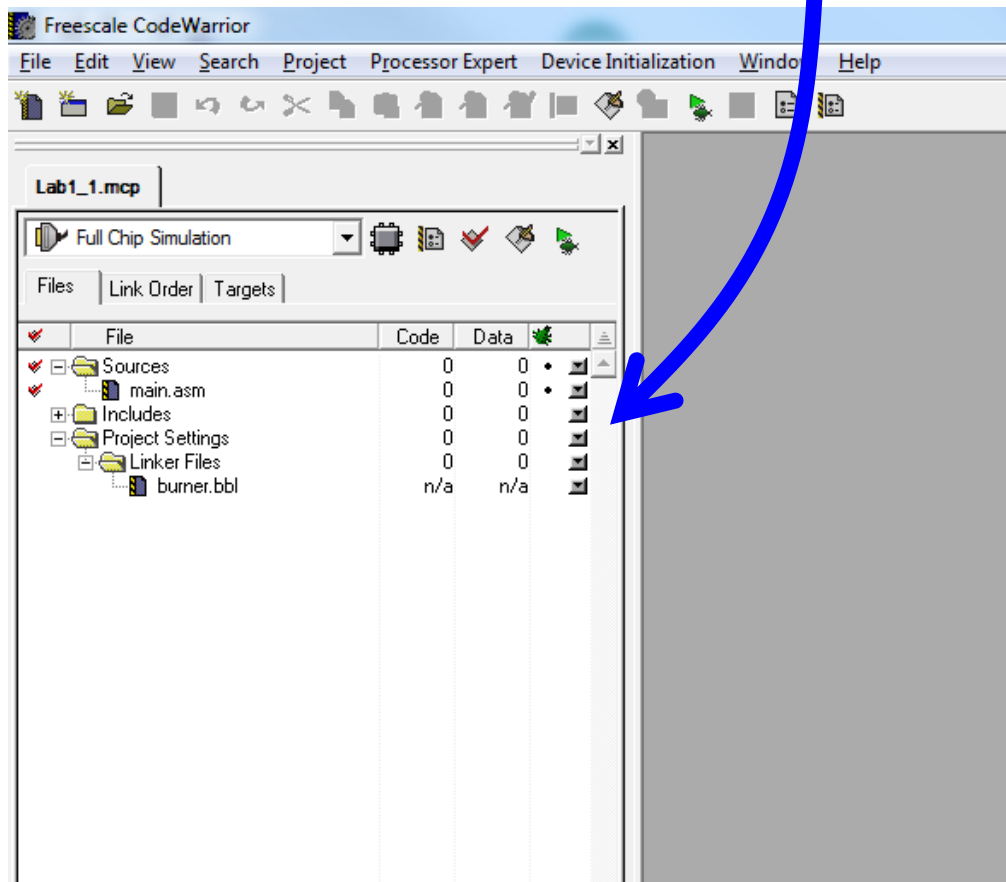 Freescale CodeWarrior
File Edit View Search Project Processor Expert Device Initialization Window Help
Lab1_1.mcp
Full Chip Simulation
Files Link Order Targets
File Code Data
Sources 0 0
main.asm 0 0
Includes 0 0
Project Settings 0 0
Linker Files 0 0
burner.bbl n/a n/a